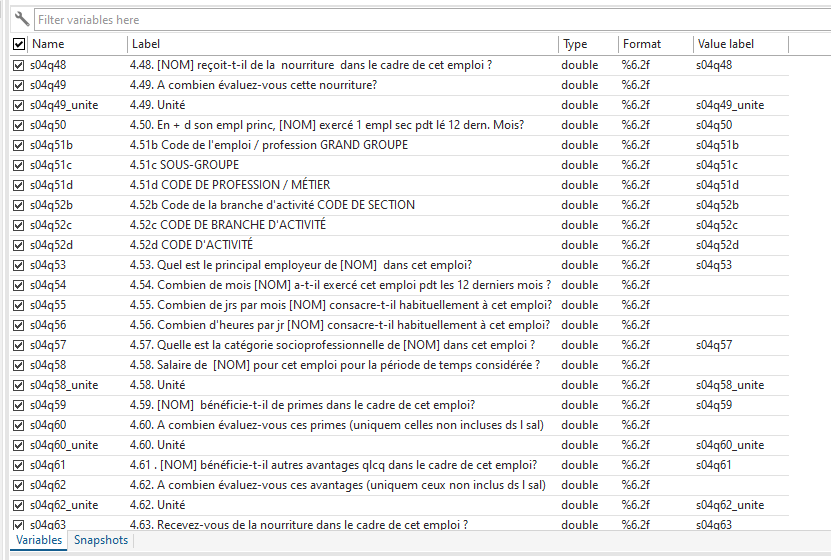 Filter variables here
Name Label Type Format Value label
s04q48 4.48. [NOM] reçoit-t-il de la  nourriture  dans le cadre de cet emploi ? double %6.2f s04q48
s04q49 4.49. A combien évaluez-vous cette nourriture? double %6.2f
s04q49_unite 4.49. Unité double %6.2f s04q49_unite
s04q50 4.50. En + d son empl princ, [NOM] exercé 1 empl sec pdt lé 12 dern. Mois? double %6.2f s04q50
s04q51b 4.51b Code de l'emploi / profession GRAND GROUPE double %6.2f s04q51b
s04q51c 4.51c SOUS-GROUPE double %6.2f s04q51c
s04q51d 4.51d CODE DE PROFESSION / MÉTIER double %6.2f s04q51d
s04q52b 4.52b Code de la branche d'activité CODE DE SECTION double %6.2f s04q52b
s04q52c 4.52c CODE DE BRANCHE D'ACTIVITÉ double %6.2f s04q52c
s04q52d 4.52d CODE D'ACTIVITÉ double %6.2f s04q52d
s04q53 4.53. Quel est le principal employeur de [NOM]  dans cet emploi? double %6.2f s04q53
s04q54 4.54. Combien de mois [NOM] a-t-il exercé cet emploi pdt les 12 derniers mois ? double %6.2f
s04q55 4.55. Combien de jrs par mois [NOM] consacre-t-il habituellement à cet emploi? double %6.2f
s04q56 4.56. Combien d'heures par jr [NOM] consacre-t-il habituellement à cet emploi? double %6.2f
s04q57 4.57. Quelle est la catégorie socioprofessionnelle de [NOM] dans cet emploi ? double %6.2f s04q57
s04q58 4.58. Salaire de  [NOM] pour cet emploi pour la période de temps considérée ? double %6.2f
s04q58_unite 4.58. Unité double %6.2f s04q58_unite
s04q59 4.59. [NOM]  bénéficie-t-il de primes dans le cadre de cet emploi? double %6.2f s04q59
s04q60 4.60. A combien évaluez-vous ces primes (uniquem celles non incluses ds l sal) double %6.2f
s04q60_unite 4.60. Unité double %6.2f s04q60_unite
s04q61 4.61 . [NOM] bénéficie-t-il autres avantages qlcq dans le cadre de cet emploi? double %6.2f s04q61
s04q62 4.62. A combien évaluez-vous ces avantages (uniquem ceux non inclus ds l sal) double %6.2f
s04q62_unite 4.62. Unité double %6.2f s04q62_unite
s04q63 4.63. Recevez-vous de la nourriture dans le cadre de cet emploi ? double %6.2f s04q63
Variables Snapshots